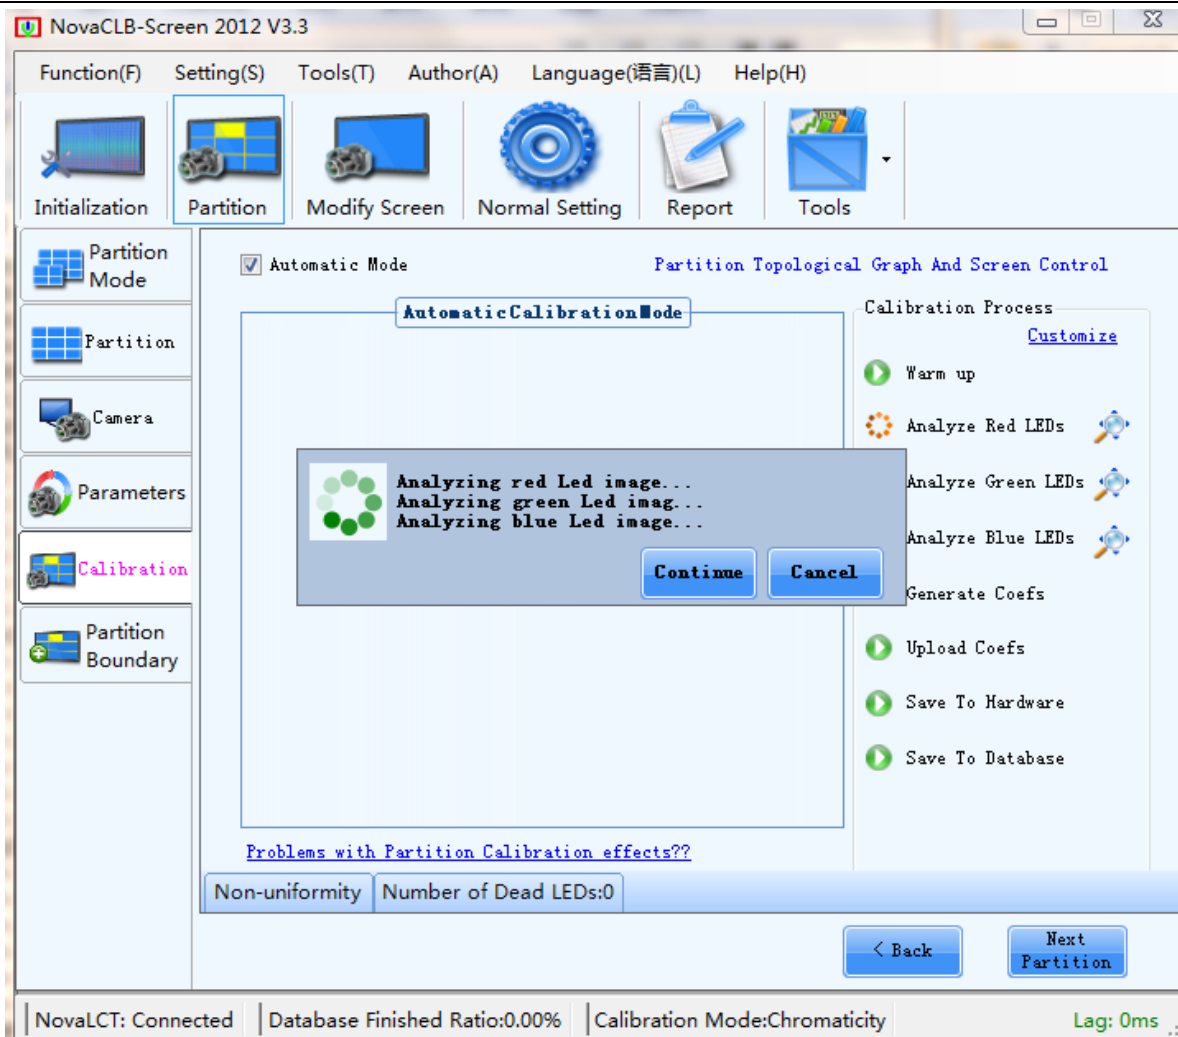 NovaCLB-Screen 2012 V3.3
Function(F) Setting(S) Tools(T) Author(A) Language(语言)(L) Help(H)
Initialization Partition Modify Screen Normal Setting Report Tools
Partition
Mode
Partition
Camera
Parameters
Calibration
Partition
Boundary
Automatic Mode
Partition Topological Graph And Screen Control
AutomaticCalibrationMode
Analyzing red Led image...
Analyzing green Led imag...
Analyzing blue Led image...
Continue Cancel
Calibration Process
Customize
Warm up
Analyze Red LEDs
Analyze Green LEDs
Analyze Blue LEDs
Generate Coefs
Upload Coefs
Save To Hardware
Save To Database
Problems with Partition Calibration effects??
Non-uniformity Number of Dead LEDs:0
< Back
Next
Partition
NovaLCT: Connected Database Finished Ratio:0.00% Calibration Mode:Chromaticity Lag: 0ms